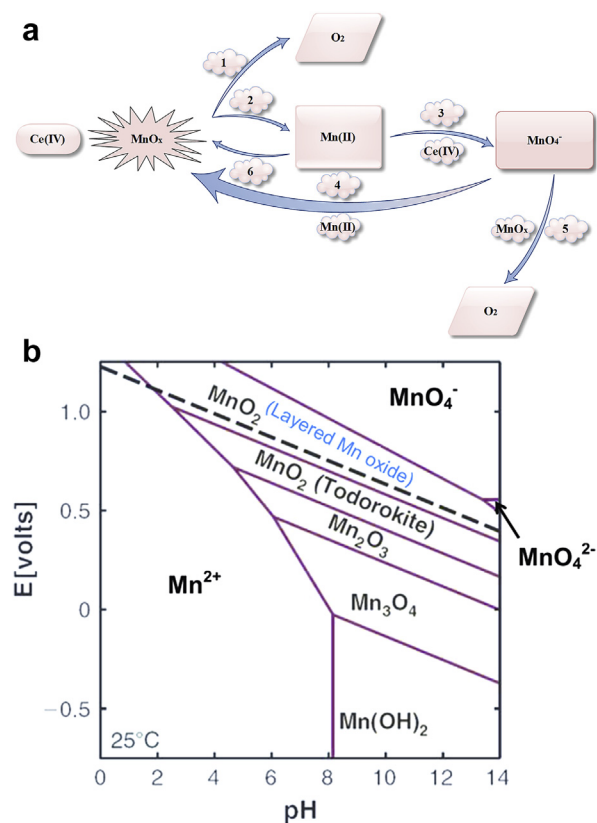 a
O₂
1
2
3
Ce(IV)
MnOₓ
Mn(II)
Ce(IV)
MnO₄⁻
6
4
Mn(II)
MnOₓ
5
O₂
b
MnO₄⁻
MnO₂ (Layered Mn oxide)
MnO₂ (Todorokite)
Mn₂O₃
MnO₄²⁻
Mn²⁺
Mn₃O₄
Mn(OH)₂
25°C
E [volts]
1.0
0.5
0
−0.5
0
2
4
6
8
10
12
14
pH